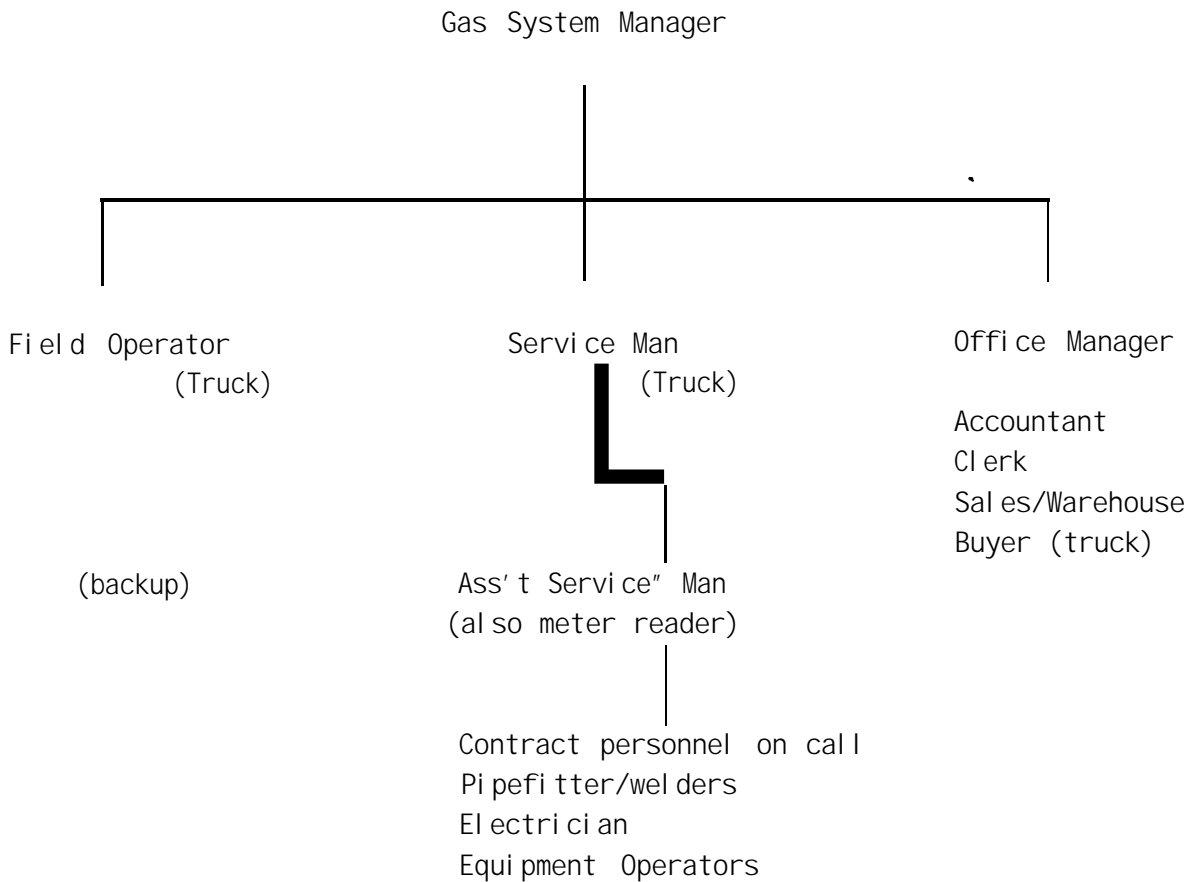 Gas System Manager
Field Operator
(Truck)
Service Man
(Truck)
Office Manager
Accountant
Clerk
Sales/Warehouse
Buyer (truck)
(backup)
Ass't Service" Man
(also meter reader)
Contract personnel on call
Pipefitter/welders
Electrician
Equipment Operators